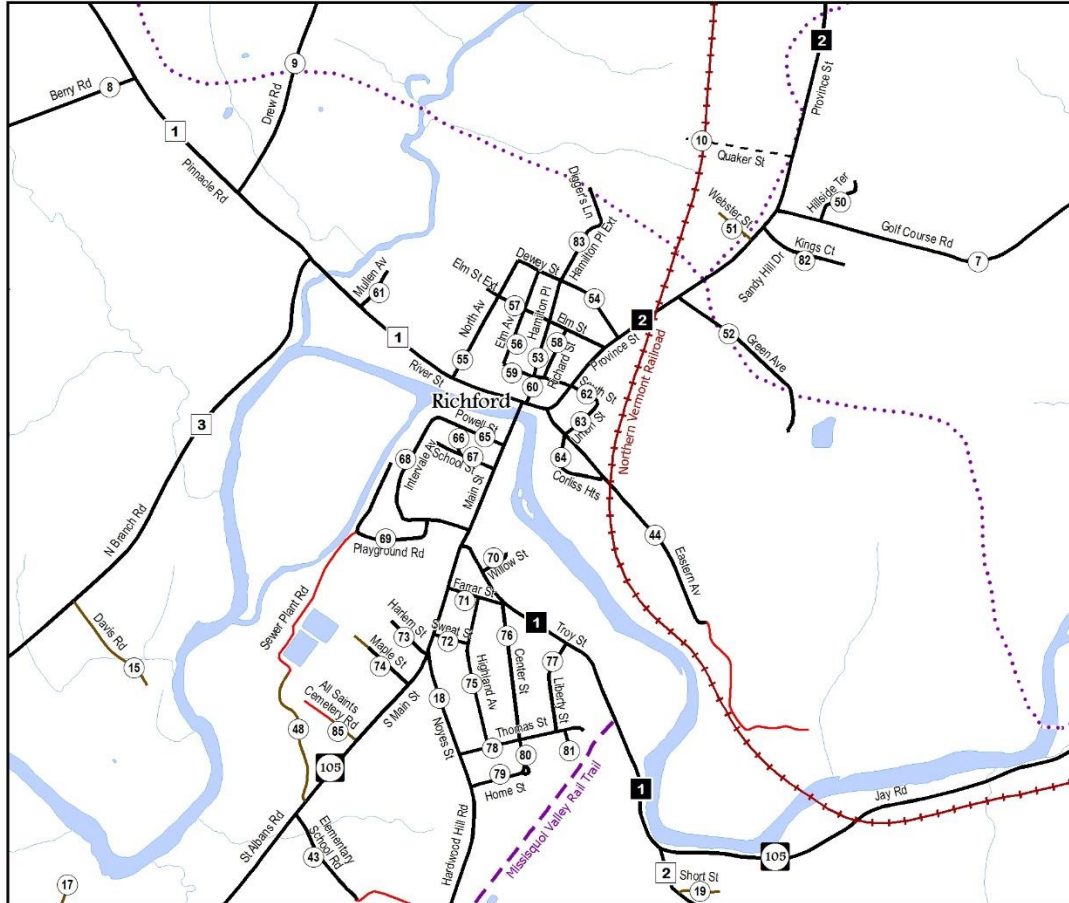 2
Province St
9
8
Berry Rd
Drew Rd
1
10
Quaker St
Pinnacle Rd
Digger's Ln
Hillside Ter
50
Webster St
51
Golf Course Rd
7
Kings Ct
82
Sandy Hill Dr
83
Hamilton Pl Ext
Mullen Av
61
Dewey St
Elm St Ext
54
57
North Av
Hamilton Pl
Elm Av
56
Elm St
58
53
Richard St
Province St
2
52
Green Ave
1
55
59
60
South St
62
River St
Richford
63
Union St
64
Corliss Hts
Powell St
65
66
School St
67
68
Intervale Av
Main St
3
N Branch Rd
Northern Vermont Railroad
44
Eastern Av
69
Playground Rd
70
Willow St
Farrar St
71
Sewer Plant Rd
Harlem St
73
Sweat St
72
76
1
Troy St
Davis Rd
15
Maple St
74
77
Highland Av
75
Center St
Liberty St
All Saints
Cemetery Rd
85
S Main St
18
Noyes St
48
Thomas St
78
80
81
105
79
Home St
Missisquoi Valley Rail Trail
1
Jay Rd
St Albans Rd
Elementary
School Rd
43
Hardwood Hill Rd
105
2
Short St
19
17